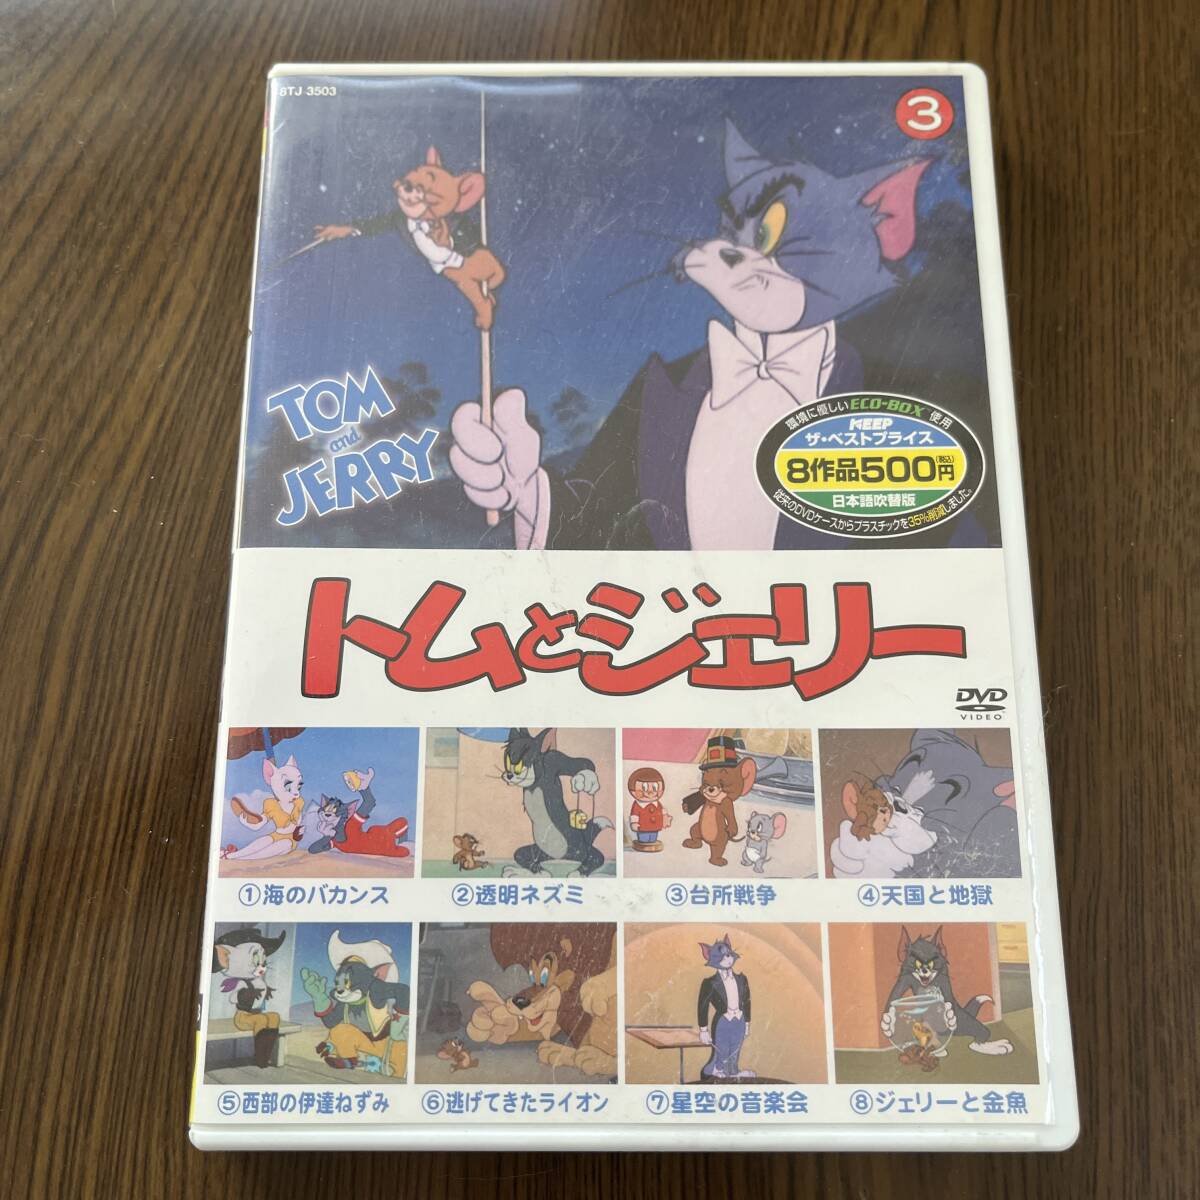 8TJ 3503
3
TOM
and
JERRY
環境に優しいECO-BOX使用
KEEP
ザ・ベストプライス
8作品500円(税込)
日本語吹替版
従来のDVDケースからプラスチックを35%削減しました。
トムとジェリー
DVD
VIDEO
①海のバカンス
②透明ネズミ
③台所戦争
④天国と地獄
⑤西部の伊達ねずみ
⑥逃げてきたライオン
⑦星空の音楽会
⑧ジェリーと金魚